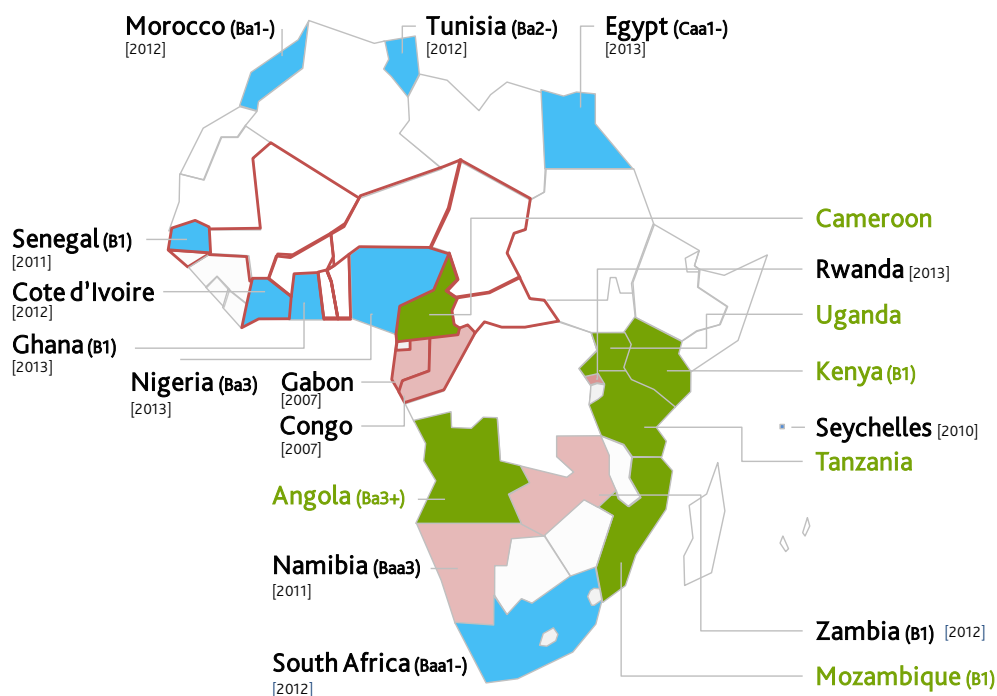 Morocco (Ba1-)
[2012]
Tunisia (Ba2-)
[2012]
Egypt (Caa1-)
[2013]
Senegal (B1)
[2011]
Cote d'Ivoire
[2012]
Ghana (B1)
[2013]
Nigeria (Ba3)
[2013]
Gabon
[2007]
Congo
[2007]
Angola (Ba3+)
Namibia (Baa3)
[2011]
South Africa (Baa1-)
[2012]
Cameroon
Rwanda [2013]
Uganda
Kenya (B1)
Seychelles [2010]
Tanzania
Zambia (B1) [2012]
Mozambique (B1)